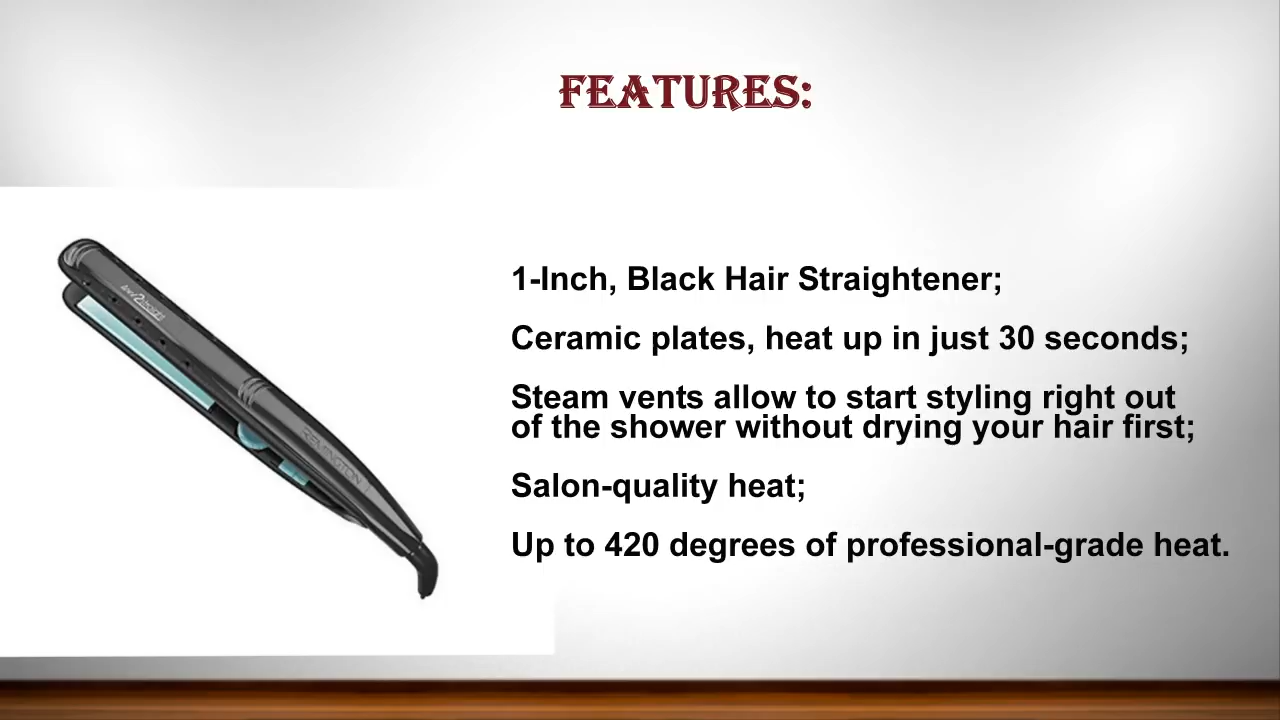 FEATURES:
1-Inch, Black Hair Straightener;
Ceramic plates, heat up in just 30 seconds;
Steam vents allow to start styling right out
of the shower without drying your hair first;
Salon-quality heat;
Up to 420 degrees of professional-grade heat.
wet2straight
REMINGTON